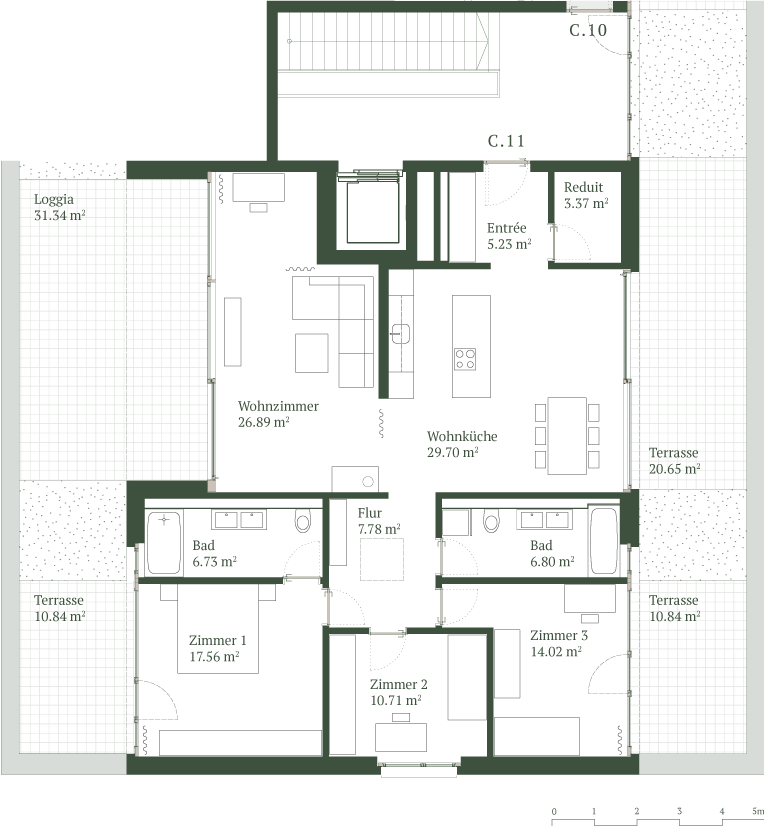 C.10
C.11
Loggia
31.34 m²
Reduit
3.37 m²
Entrée
5.23 m²
Wohnzimmer
26.89 m²
Wohnküche
29.70 m²
Terrasse
20.65 m²
Flur
7.78 m²
Bad
6.73 m²
Bad
6.80 m²
Terrasse
10.84 m²
Terrasse
10.84 m²
Zimmer 1
17.56 m²
Zimmer 3
14.02 m²
Zimmer 2
10.71 m²
0 1 2 3 4 5m